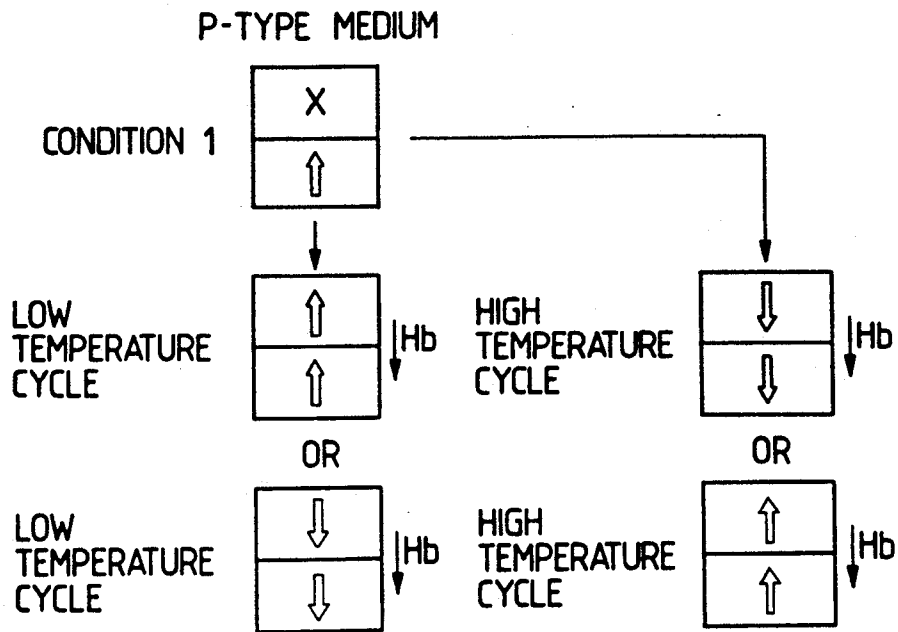 P-TYPE MEDIUM
CONDITION 1
X
LOW
TEMPERATURE
CYCLE
Hb
HIGH
TEMPERATURE
CYCLE
Hb
OR
OR
LOW
TEMPERATURE
CYCLE
Hb
HIGH
TEMPERATURE
CYCLE
Hb